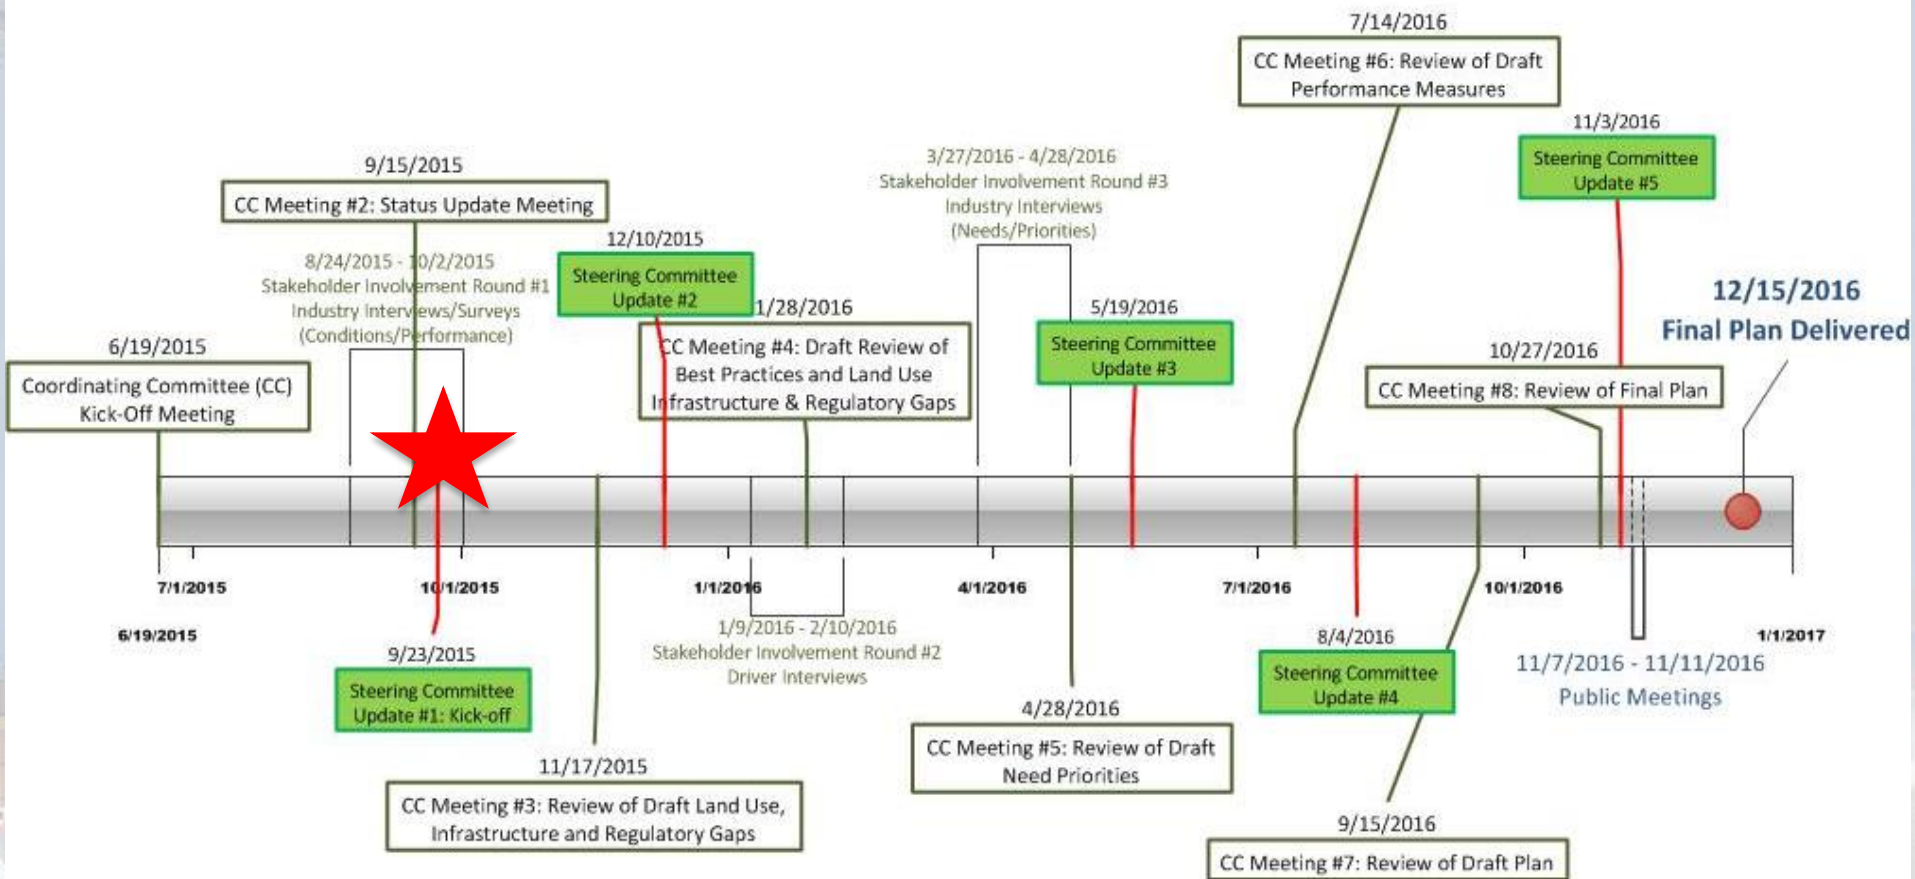 7/14/2016
CC Meeting #6: Review of Draft
Performance Measures
11/3/2016
Steering Committee
Update #5
9/15/2015
CC Meeting #2: Status Update Meeting
3/27/2016 - 4/28/2016
Stakeholder Involvement Round #3
Industry Interviews
(Needs/Priorities)
8/24/2015 - 10/2/2015
Stakeholder Involvement Round #1
Industry Interviews/Surveys
(Conditions/Performance)
12/10/2015
Steering Committee
Update #2
1/28/2016
CC Meeting #4: Draft Review of
Best Practices and Land Use
Infrastructure & Regulatory Gaps
5/19/2016
Steering Committee
Update #3
12/15/2016
Final Plan Delivered
6/19/2015
Coordinating Committee (CC)
Kick-Off Meeting
10/27/2016
CC Meeting #8: Review of Final Plan
7/1/2015
10/1/2015
1/1/2016
4/1/2016
7/1/2016
10/1/2016
6/19/2015
1/1/2017
9/23/2015
Steering Committee
Update #1: Kick-off
1/9/2016 - 2/10/2016
Stakeholder Involvement Round #2
Driver Interviews
8/4/2016
Steering Committee
Update #4
11/7/2016 - 11/11/2016
Public Meetings
11/17/2015
CC Meeting #3: Review of Draft Land Use,
Infrastructure and Regulatory Gaps
4/28/2016
CC Meeting #5: Review of Draft
Need Priorities
9/15/2016
CC Meeting #7: Review of Draft Plan